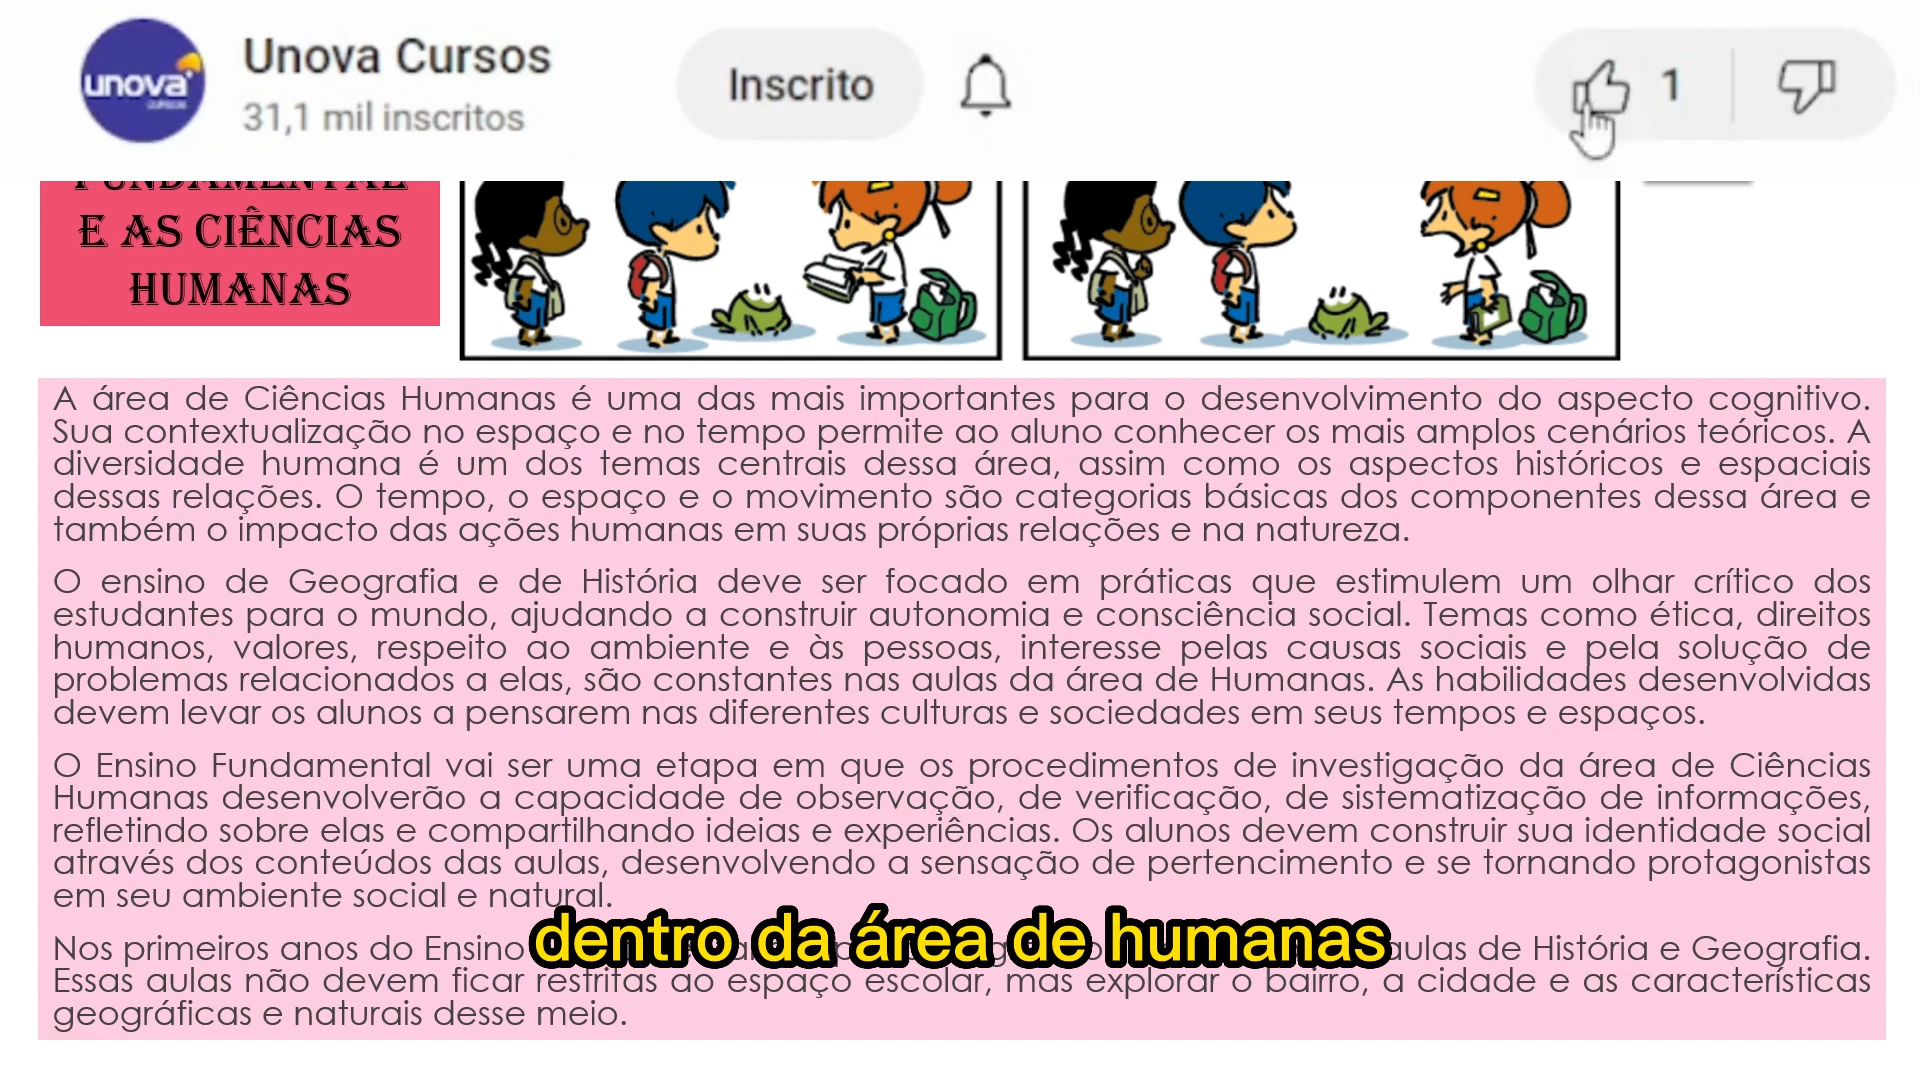 unova
cursos
Unova Cursos
31,1 mil inscritos
Inscrito
1
FUNDAMENTAL
E AS CIÊNCIAS
HUMANAS
A área de Ciências Humanas é uma das mais importantes para o desenvolvimento do aspecto cognitivo.
Sua contextualização no espaço e no tempo permite ao aluno conhecer os mais amplos cenários teóricos. A
diversidade humana é um dos temas centrais dessa área, assim como os aspectos históricos e espaciais
dessas relações. O tempo, o espaço e o movimento são categorias básicas dos componentes dessa área e
também o impacto das ações humanas em suas próprias relações e na natureza.
O ensino de Geografia e de História deve ser focado em práticas que estimulem um olhar crítico dos
estudantes para o mundo, ajudando a construir autonomia e consciência social. Temas como ética, direitos
humanos, valores, respeito ao ambiente e às pessoas, interesse pelas causas sociais e pela solução de
problemas relacionados a elas, são constantes nas aulas da área de Humanas. As habilidades desenvolvidas
devem levar os alunos a pensarem nas diferentes culturas e sociedades em seus tempos e espaços.
O Ensino Fundamental vai ser uma etapa em que os procedimentos de investigação da área de Ciências
Humanas desenvolverão a capacidade de observação, de verificação, de sistematização de informações,
refletindo sobre elas e compartilhando ideias e experiências. Os alunos devem construir sua identidade social
através dos conteúdos das aulas, desenvolvendo a sensação de pertencimento e se tornando protagonistas
em seu ambiente social e natural.
dentro da área de humanas
Nos primeiros anos do Ensino aulas de História e Geografia.
Essas aulas não devem ficar restritas ao espaço escolar, mas explorar o bairro, a cidade e as características
geográficas e naturais desse meio.